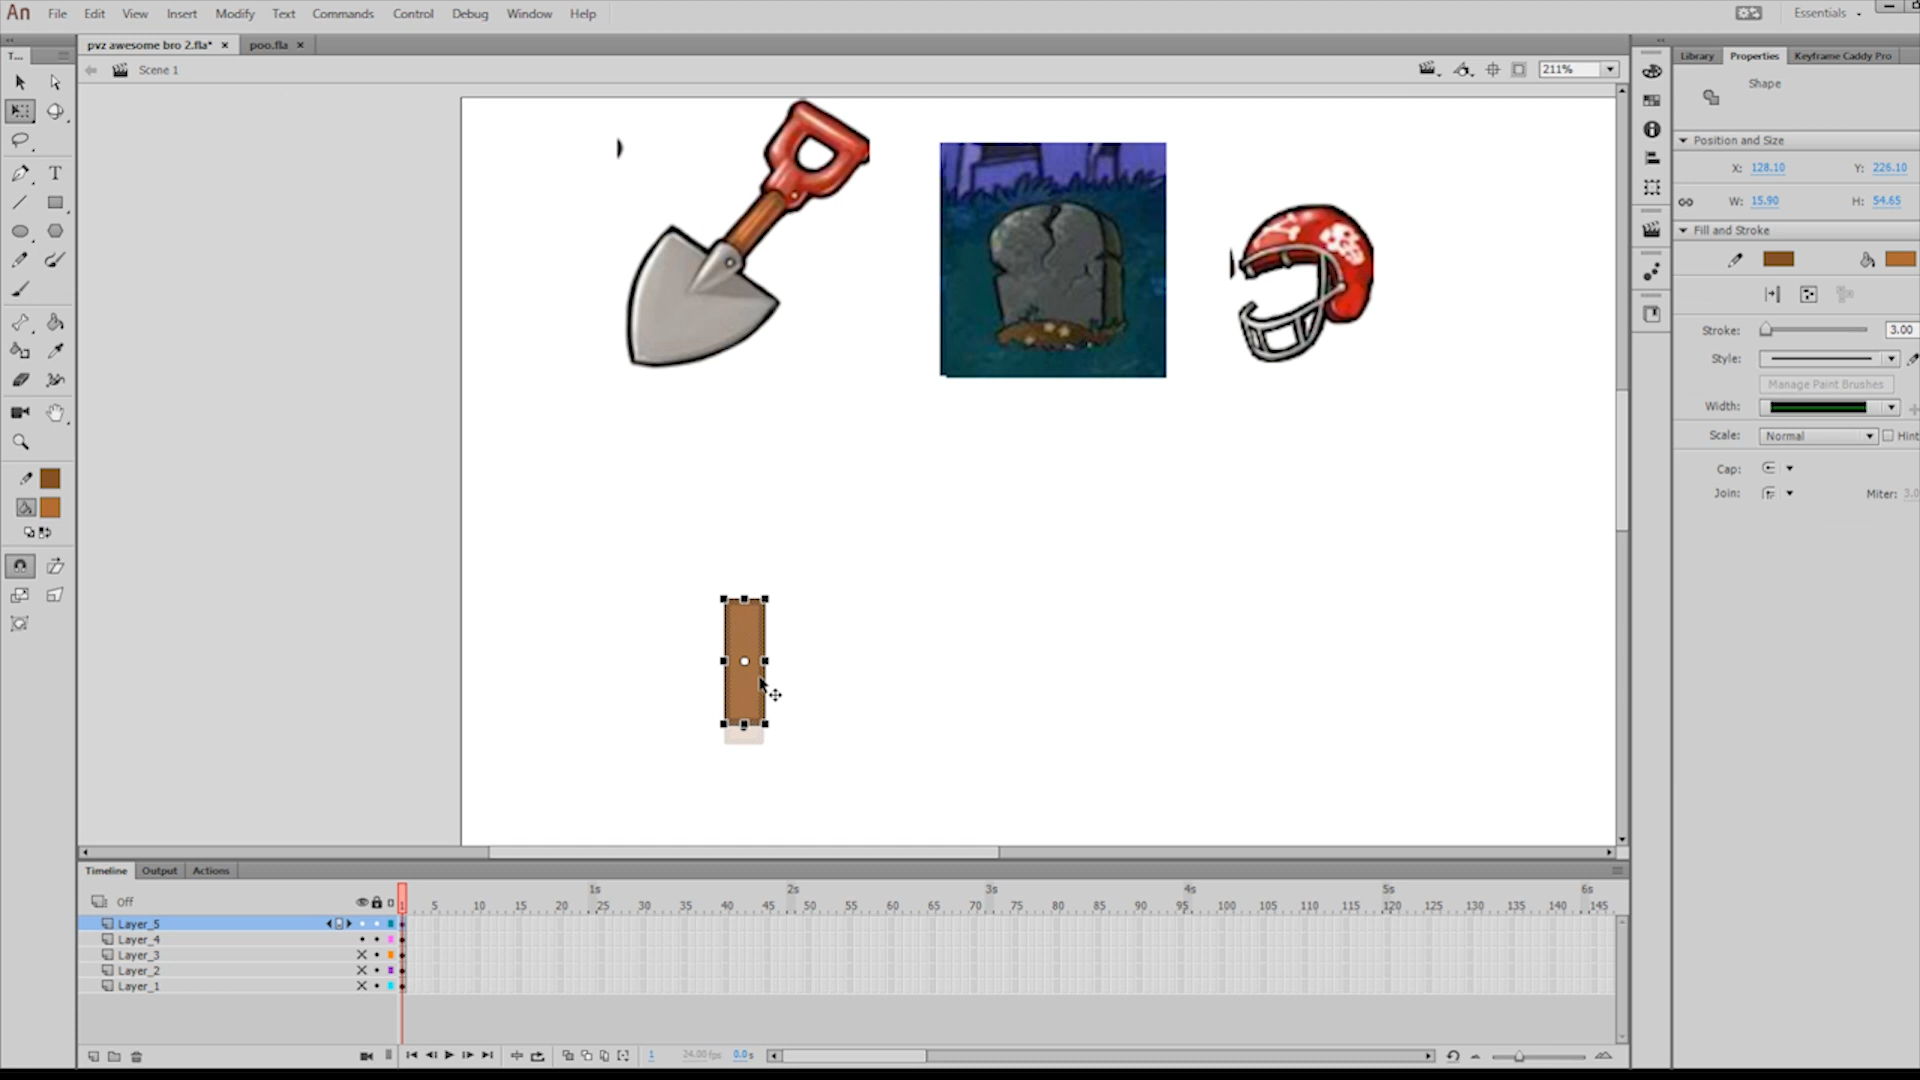 An File Edit View Insert Modify Text Commands Control Debug Window Help Essentials
pvz awesome bro 2.fla* × poo.fla ×
T...
Scene 1 211%
Library Properties Keyframe Caddy Pro
Shape
Position and Size
X: 128.10 Y: 226.10
W: 15.90 H: 54.65
Fill and Stroke
Stroke: 3.00
Style:
Manage Paint Brushes
Width:
Scale: Normal Hint
Cap:
Join: Miter: 3.0
Timeline Output Actions
1s 2s 3s 4s 5s 6s
Off 1 5 10 15 20 25 30 35 40 45 50 55 60 65 70 75 80 85 90 95 100 105 110 115 120 125 130 135 140 145
Layer_5
Layer_4
Layer_3
Layer_2
Layer_1
1 24.00 fps 0.0 s